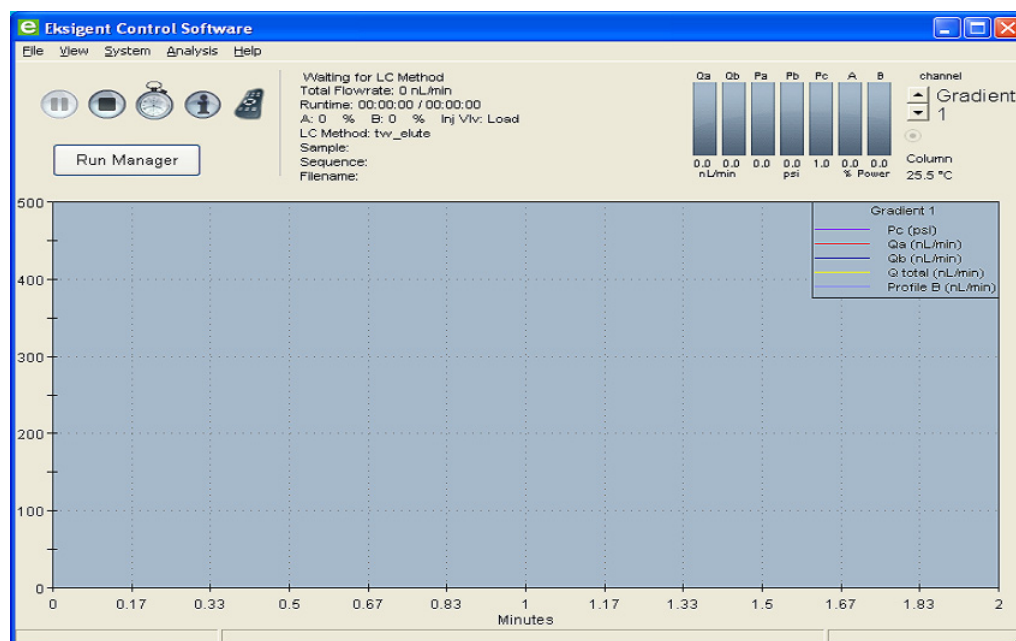 e Eksigent Control Software
File View System Analysis Help
Waiting for LC Method
Total Flowrate: 0 nL/min
Runtime: 00:00:00 / 00:00:00
A: 0 % B: 0 % Inj Vlv: Load
LC Method: tvv_elute
Sample:
Sequence:
Filename:
Run Manager
Qa Qb Pa Pb Pc A B
0.0 0.0 0.0 0.0 1.0 0.0 0.0
nL/min psi % Power
channel
Gradient
1
Column
25.5 °C
Gradient 1
Pc (psi)
Qa (nL/min)
Qb (nL/min)
Q total (nL/min)
Profile B (nL/min)
500
400
300
200
100
0
0 0.17 0.33 0.5 0.67 0.83 1 1.17 1.33 1.5 1.67 1.83 2
Minutes